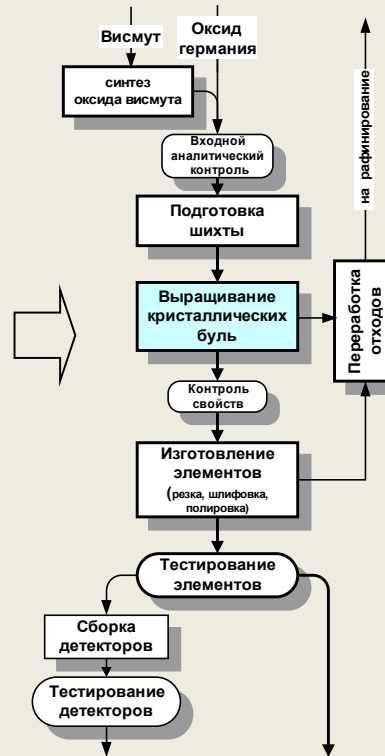 Висмут
Оксид
германия
синтез
оксида висмута
Входной
аналитический
контроль
Подготовка
шихты
Выращивание
кристаллических
буль
Контроль
свойств
Изготовление
элементов
(резка, шлифовка,
полировка)
Тестирование
элементов
Сборка
детекторов
Тестирование
детекторов
Переработка
отходов
на рафинирование